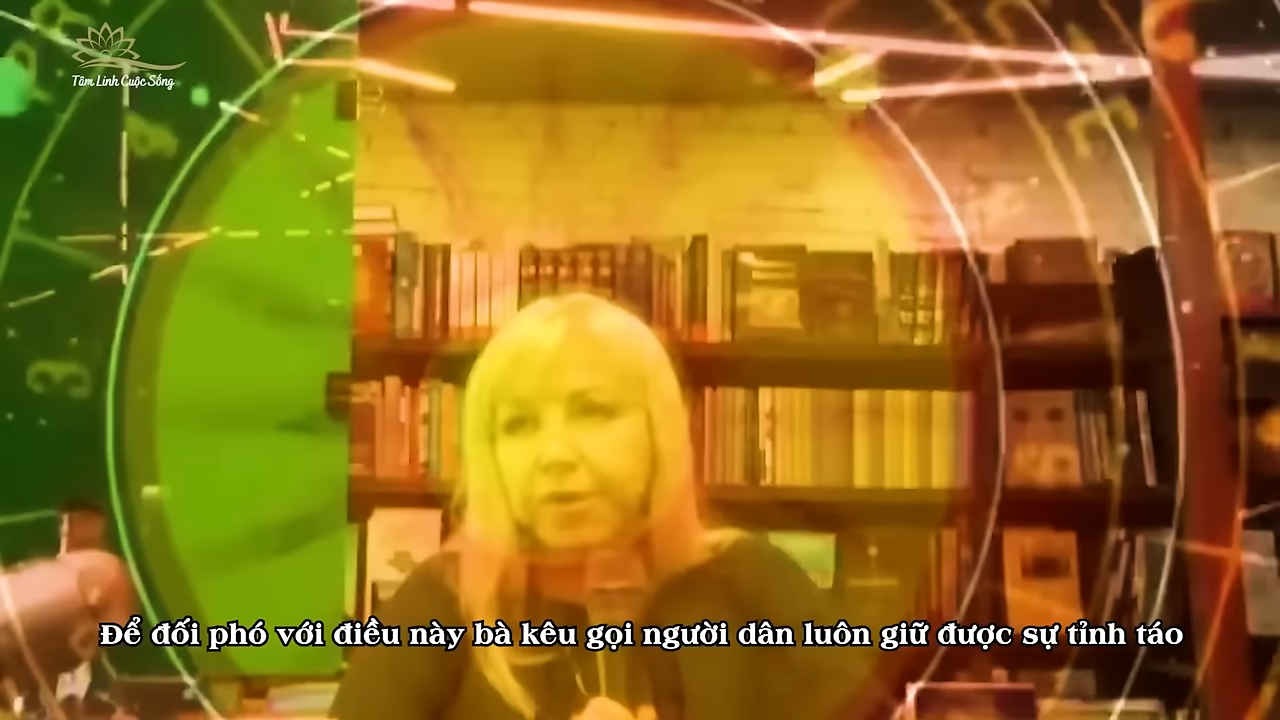 Tâm Linh Cuộc Sống
Để đối phó với điều này bà kêu gọi người dân luôn giữ được sự tỉnh táo